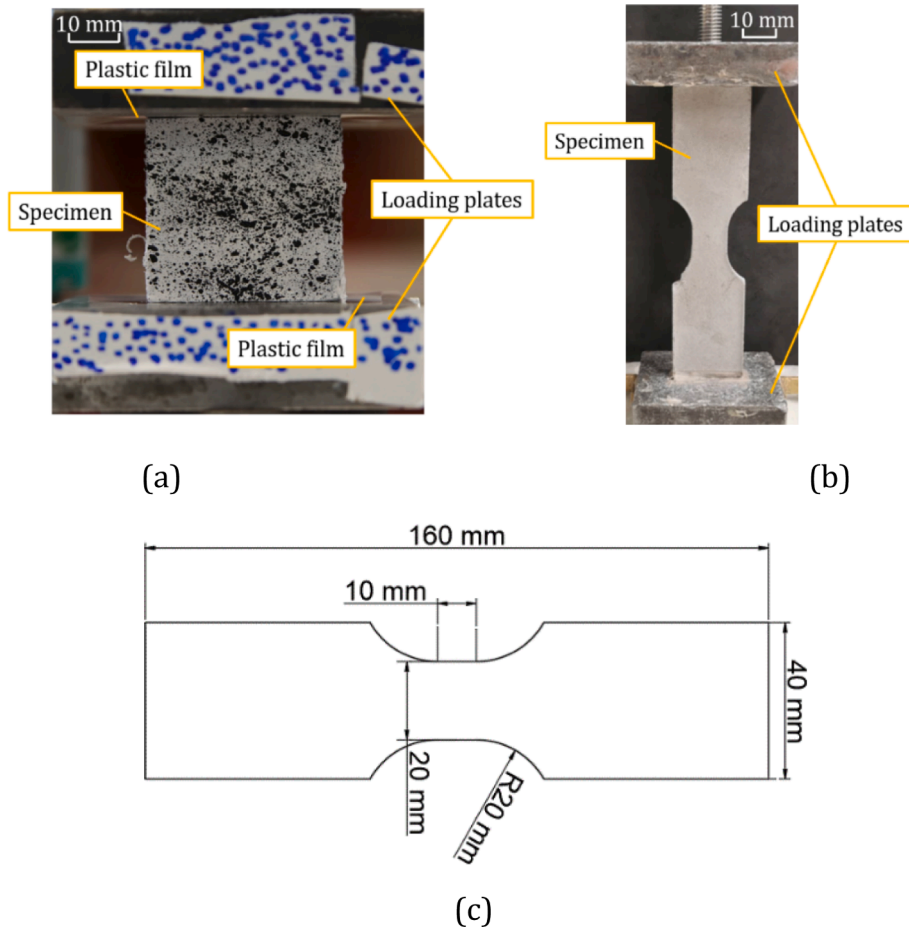 10 mm
Plastic film
Specimen
Loading plates
Plastic film
(a)
10 mm
Specimen
Loading plates
(b)
160 mm
10 mm
40 mm
20 mm
R20 mm
(c)